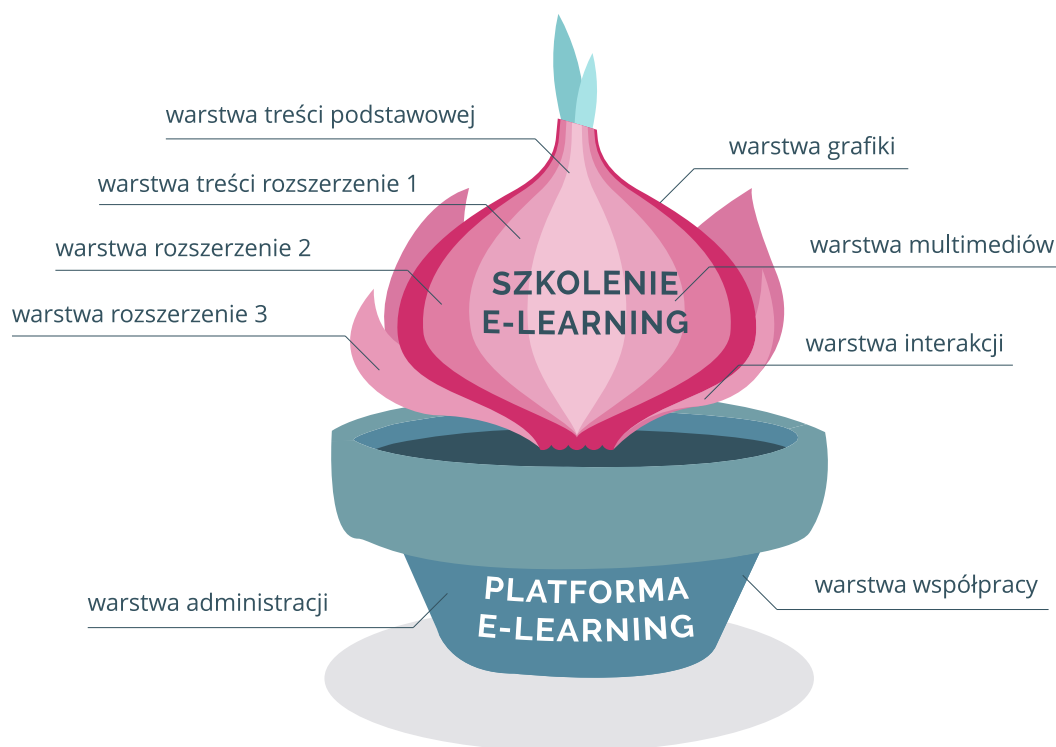 warstwa treści podstawowej
warstwa grafiki
warstwa treści rozszerzenie 1
warstwa rozszerzenie 2
warstwa multimediów
SZKOLENIE
E-LEARNING
warstwa rozszerzenie 3
warstwa interakcji
PLATFORMA
E-LEARNING
warstwa administracji
warstwa współpracy